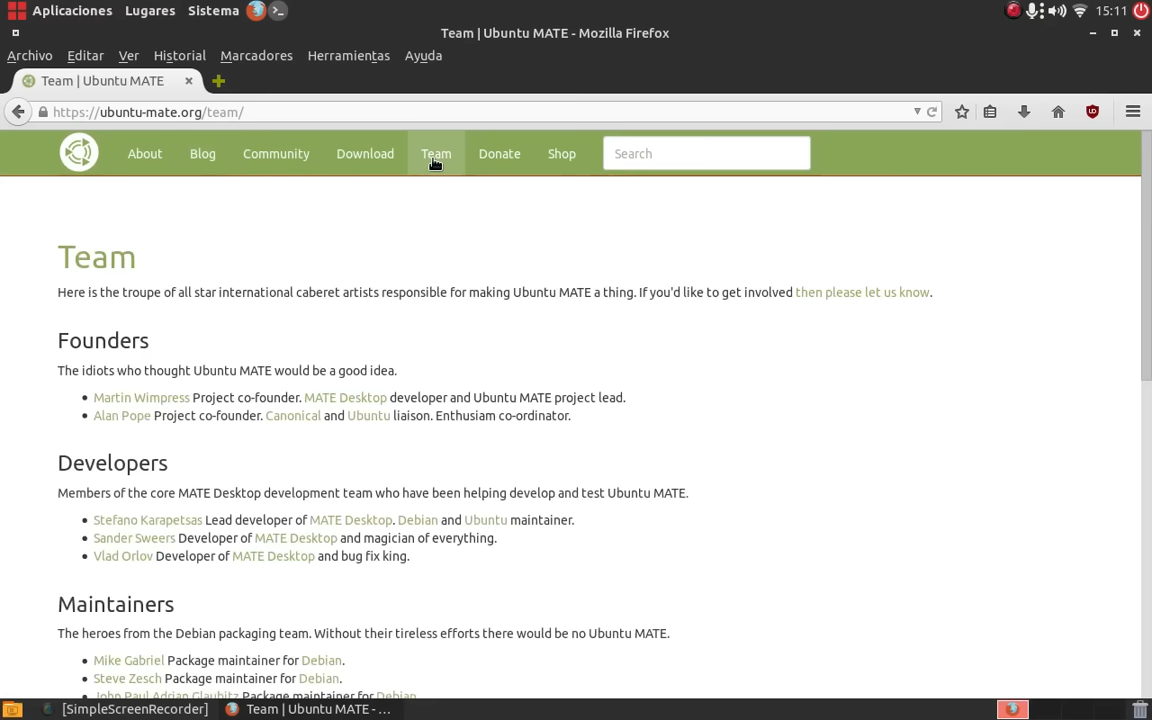 Aplicaciones Lugares Sistema 15:11
Team | Ubuntu MATE - Mozilla Firefox
Archivo Editar Ver Historial Marcadores Herramientas Ayuda
Team | Ubuntu MATE
https://ubuntu-mate.org/team/
About Blog Community Download Team Donate Shop Search
Team
Here is the troupe of all star international caberet artists responsible for making Ubuntu MATE a thing. If you'd like to get involved then please let us know.
Founders
The idiots who thought Ubuntu MATE would be a good idea.
• Martin Wimpress Project co-founder. MATE Desktop developer and Ubuntu MATE project lead.
• Alan Pope Project co-founder. Canonical and Ubuntu liaison. Enthusiam co-ordinator.
Developers
Members of the core MATE Desktop development team who have been helping develop and test Ubuntu MATE.
• Stefano Karapetsas Lead developer of MATE Desktop. Debian and Ubuntu maintainer.
• Sander Sweers Developer of MATE Desktop and magician of everything.
• Vlad Orlov Developer of MATE Desktop and bug fix king.
Maintainers
The heroes from the Debian packaging team. Without their tireless efforts there would be no Ubuntu MATE.
• Mike Gabriel Package maintainer for Debian.
• Steve Zesch Package maintainer for Debian.
• John Paul Adrian Glaubitz Package maintainer for Debian.
[SimpleScreenRecorder] Team | Ubuntu MATE - ...